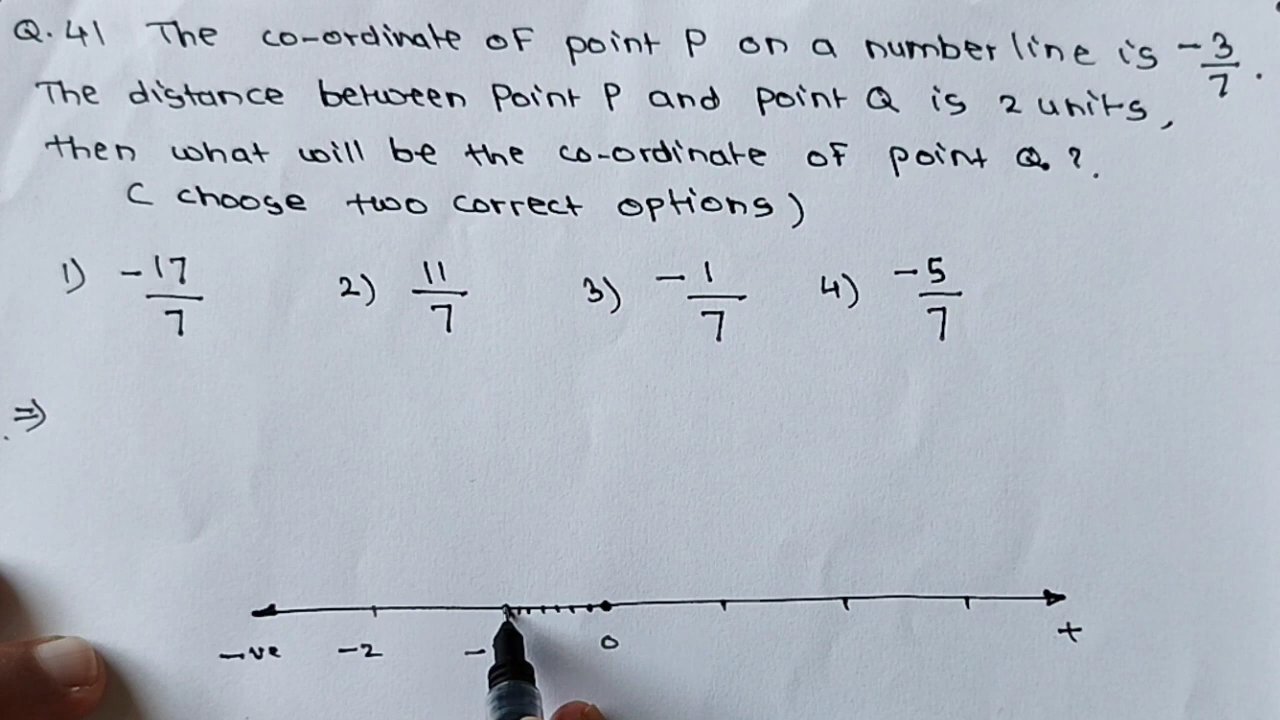 Q.41 The co-ordinate of point P on a number line is -3/7.
The distance between Point P and point Q is 2 units,
then what will be the co-ordinate of point Q.?
( choose two correct options)
1) -17/7 2) 11/7 3) -1/7 4) -5/7
⇒
-ve -2 - 0 +